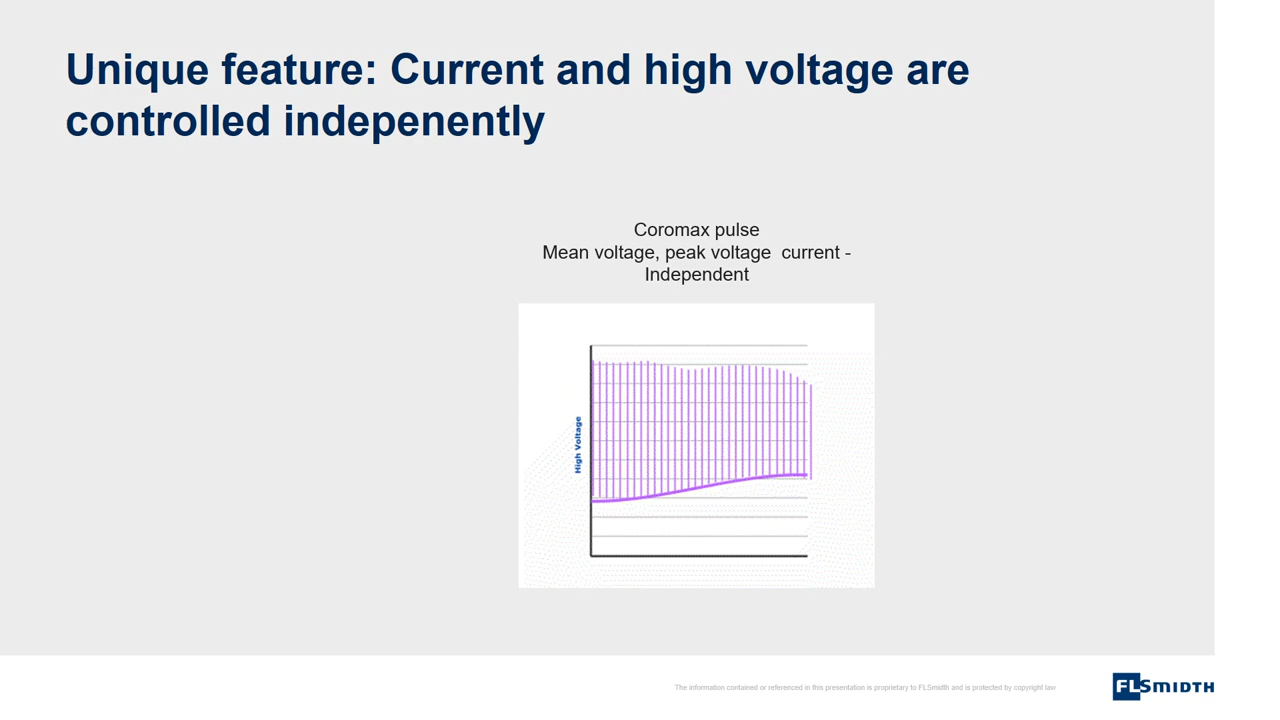 Unique feature: Current and high voltage are
controlled indepenently
Coromax pulse
Mean voltage, peak voltage  current -
Independent
High Voltage
The information contained or referenced in this presentation is proprietary to FLSmidth and is protected by copyright law
FLSMIDTH